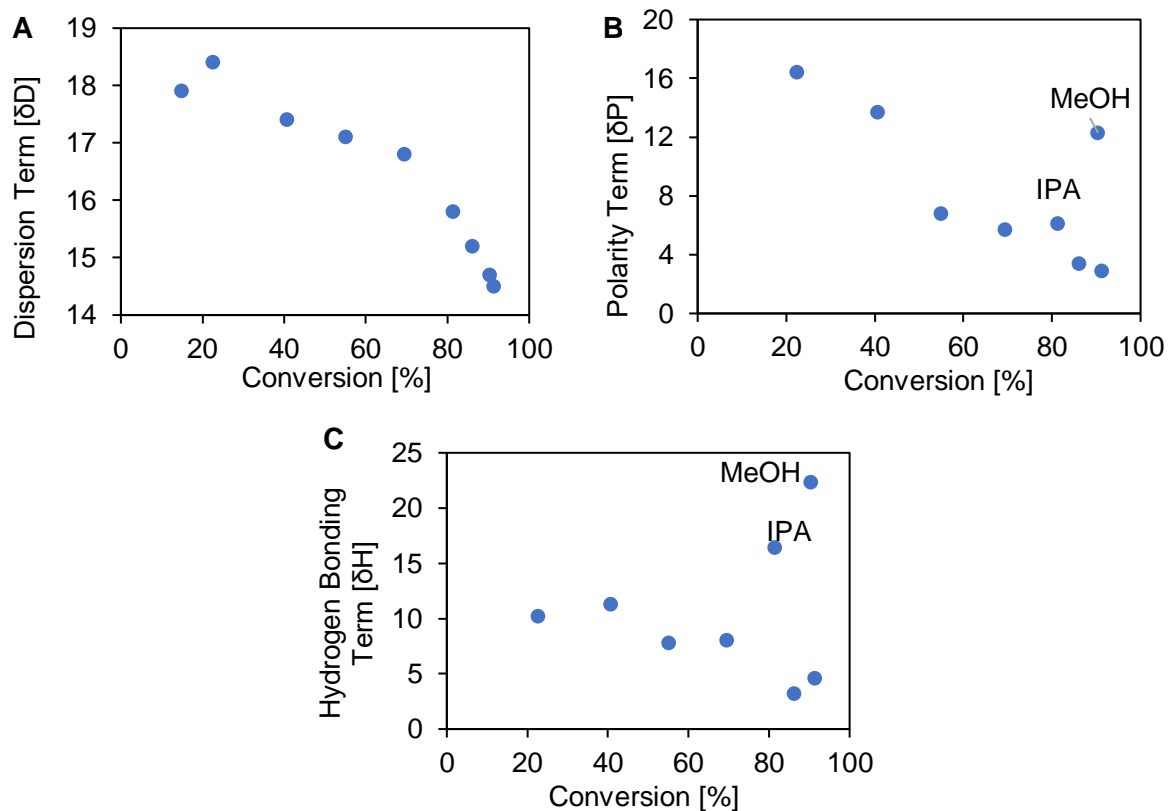 A
Dispersion Term [δD]
19
18
17
16
15
14
0 20 40 60 80 100
Conversion [%]
B
Polarity Term [δP]
20
16
12
8
4
0
MeOH
IPA
0 20 40 60 80 100
Conversion [%]
C
Hydrogen Bonding
Term [δH]
25
20
15
10
5
0
MeOH
IPA
0 20 40 60 80 100
Conversion [%]